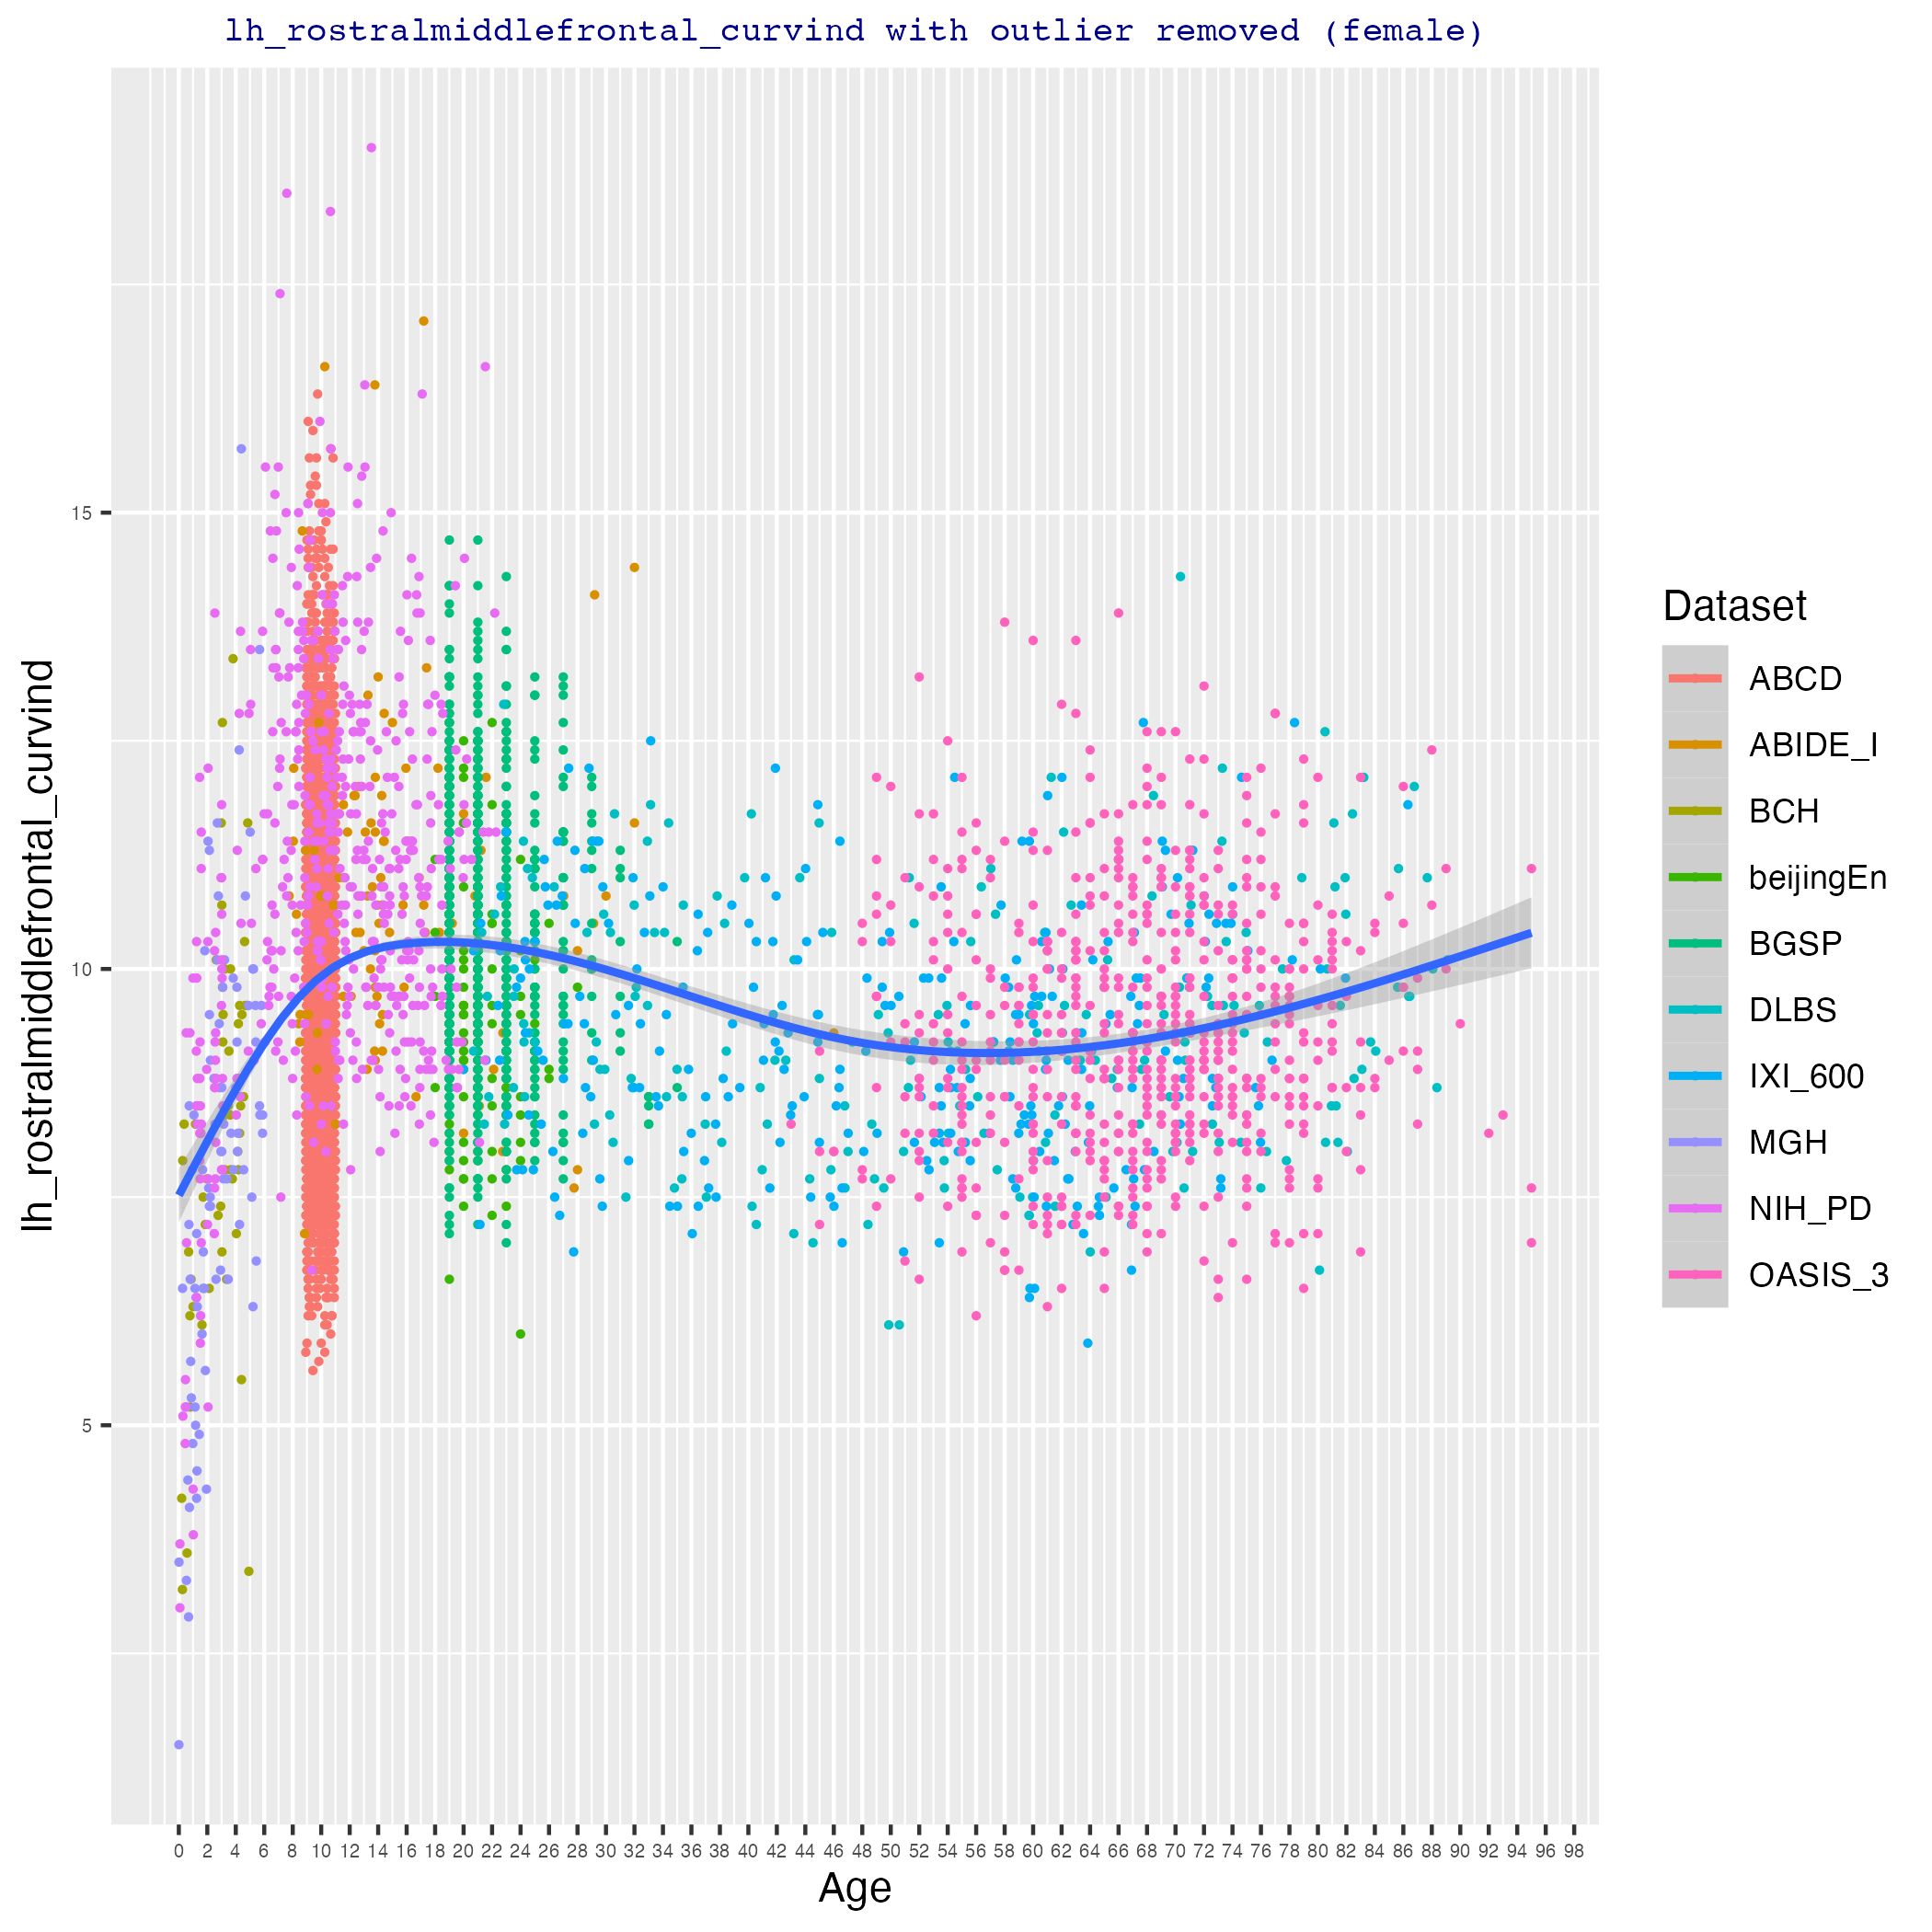 lh_rostralmiddlefrontal_curvind with outlier removed (female)
lh_rostralmiddlefrontal_curvind
15
10
5
0 2 4 6 8 10 12 14 16 18 20 22 24 26 28 30 32 34 36 38 40 42 44 46 48 50 52 54 56 58 60 62 64 66 68 70 72 74 76 78 80 82 84 86 88 90 92 94 96 98
Age
Dataset
ABCD
ABIDE_I
BCH
beijingEn
BGSP
DLBS
IXI_600
MGH
NIH_PD
OASIS_3